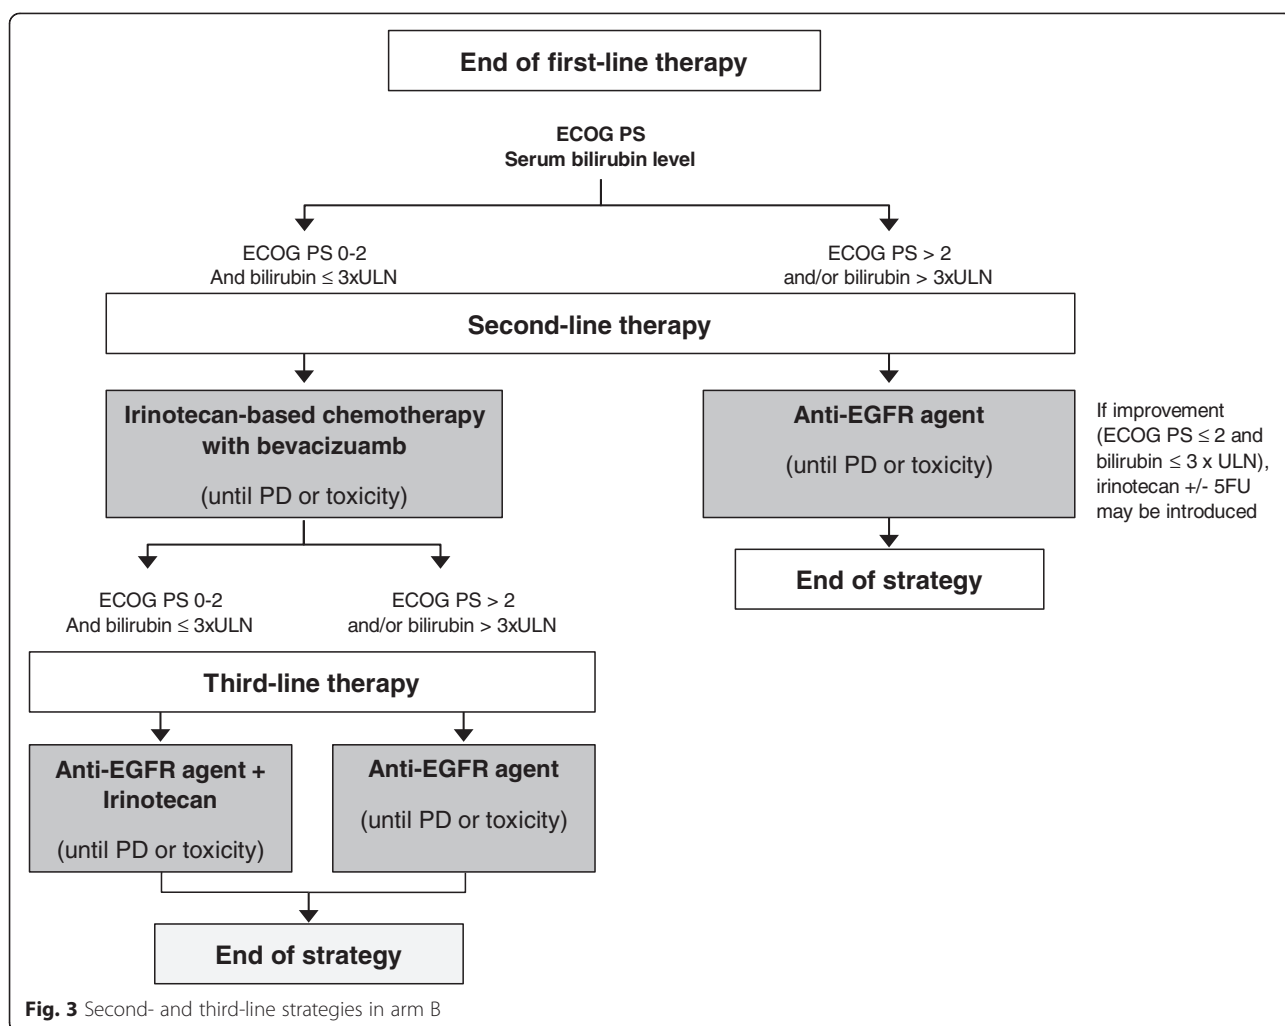 End of first-line therapy
ECOG PS
Serum bilirubin level
ECOG PS 0-2
And bilirubin ≤ 3xULN
ECOG PS > 2
and/or bilirubin > 3xULN
Second-line therapy
Irinotecan-based chemotherapy
with bevacizuamb
(until PD or toxicity)
Anti-EGFR agent
(until PD or toxicity)
If improvement
(ECOG PS ≤ 2 and
bilirubin ≤ 3 x ULN),
irinotecan +/- 5FU
may be introduced
End of strategy
ECOG PS 0-2
And bilirubin ≤ 3xULN
ECOG PS > 2
and/or bilirubin > 3xULN
Third-line therapy
Anti-EGFR agent +
Irinotecan
(until PD or toxicity)
Anti-EGFR agent
(until PD or toxicity)
End of strategy
Fig. 3 Second- and third-line strategies in arm B